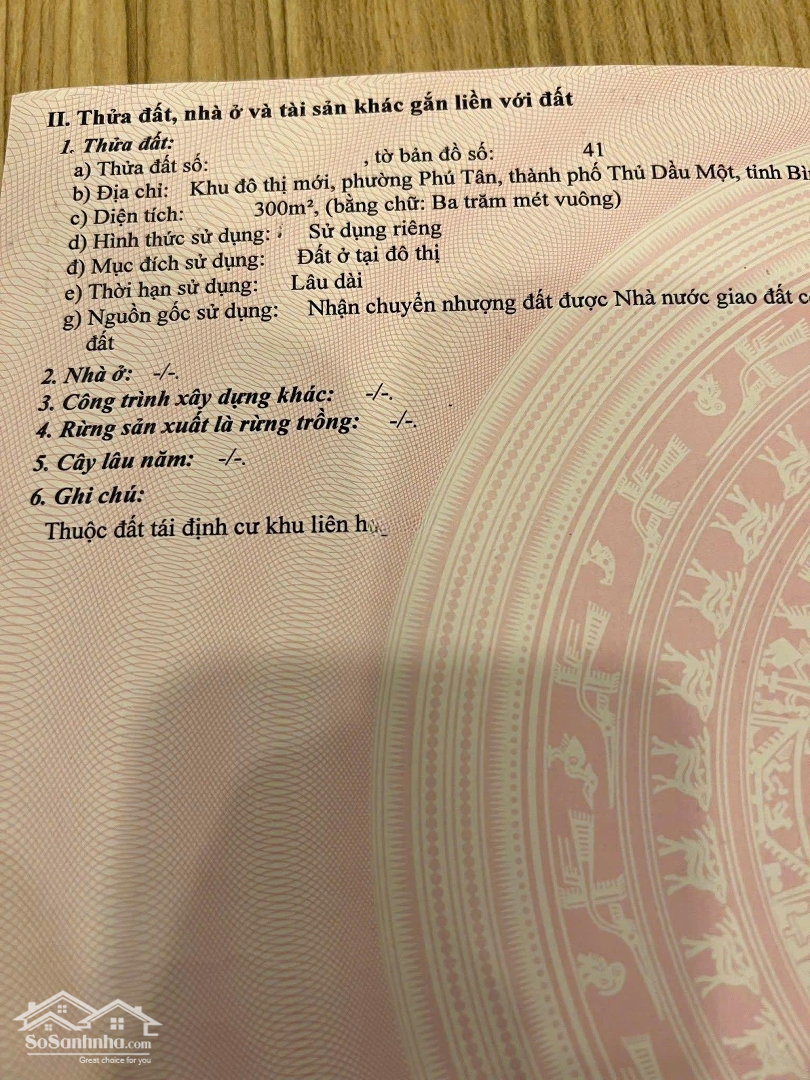 II. Thửa đất, nhà ở và tài sản khác gắn liền với đất
1. Thửa đất:
a) Thửa đất số: , tờ bản đồ số: 41
b) Địa chỉ: Khu đô thị mới, phường Phú Tân, thành phố Thủ Dầu Một, tỉnh
c) Diện tích: 300m², (bằng chữ: Ba trăm mét vuông)
d) Hình thức sử dụng: Sử dụng riêng
đ) Mục đích sử dụng: Đất ở tại đô thị
e) Thời hạn sử dụng: Lâu dài
g) Nguồn gốc sử dụng: Nhận chuyển nhượng đất được Nhà nước giao đất
đất
2. Nhà ở: -/-.
3. Công trình xây dựng khác: -/-.
4. Rừng sản xuất là rừng trồng: -/-.
5. Cây lâu năm: -/-.
6. Ghi chú:
Thuộc đất tái định cư khu liên
SoSanhnha.com
Great choice for you